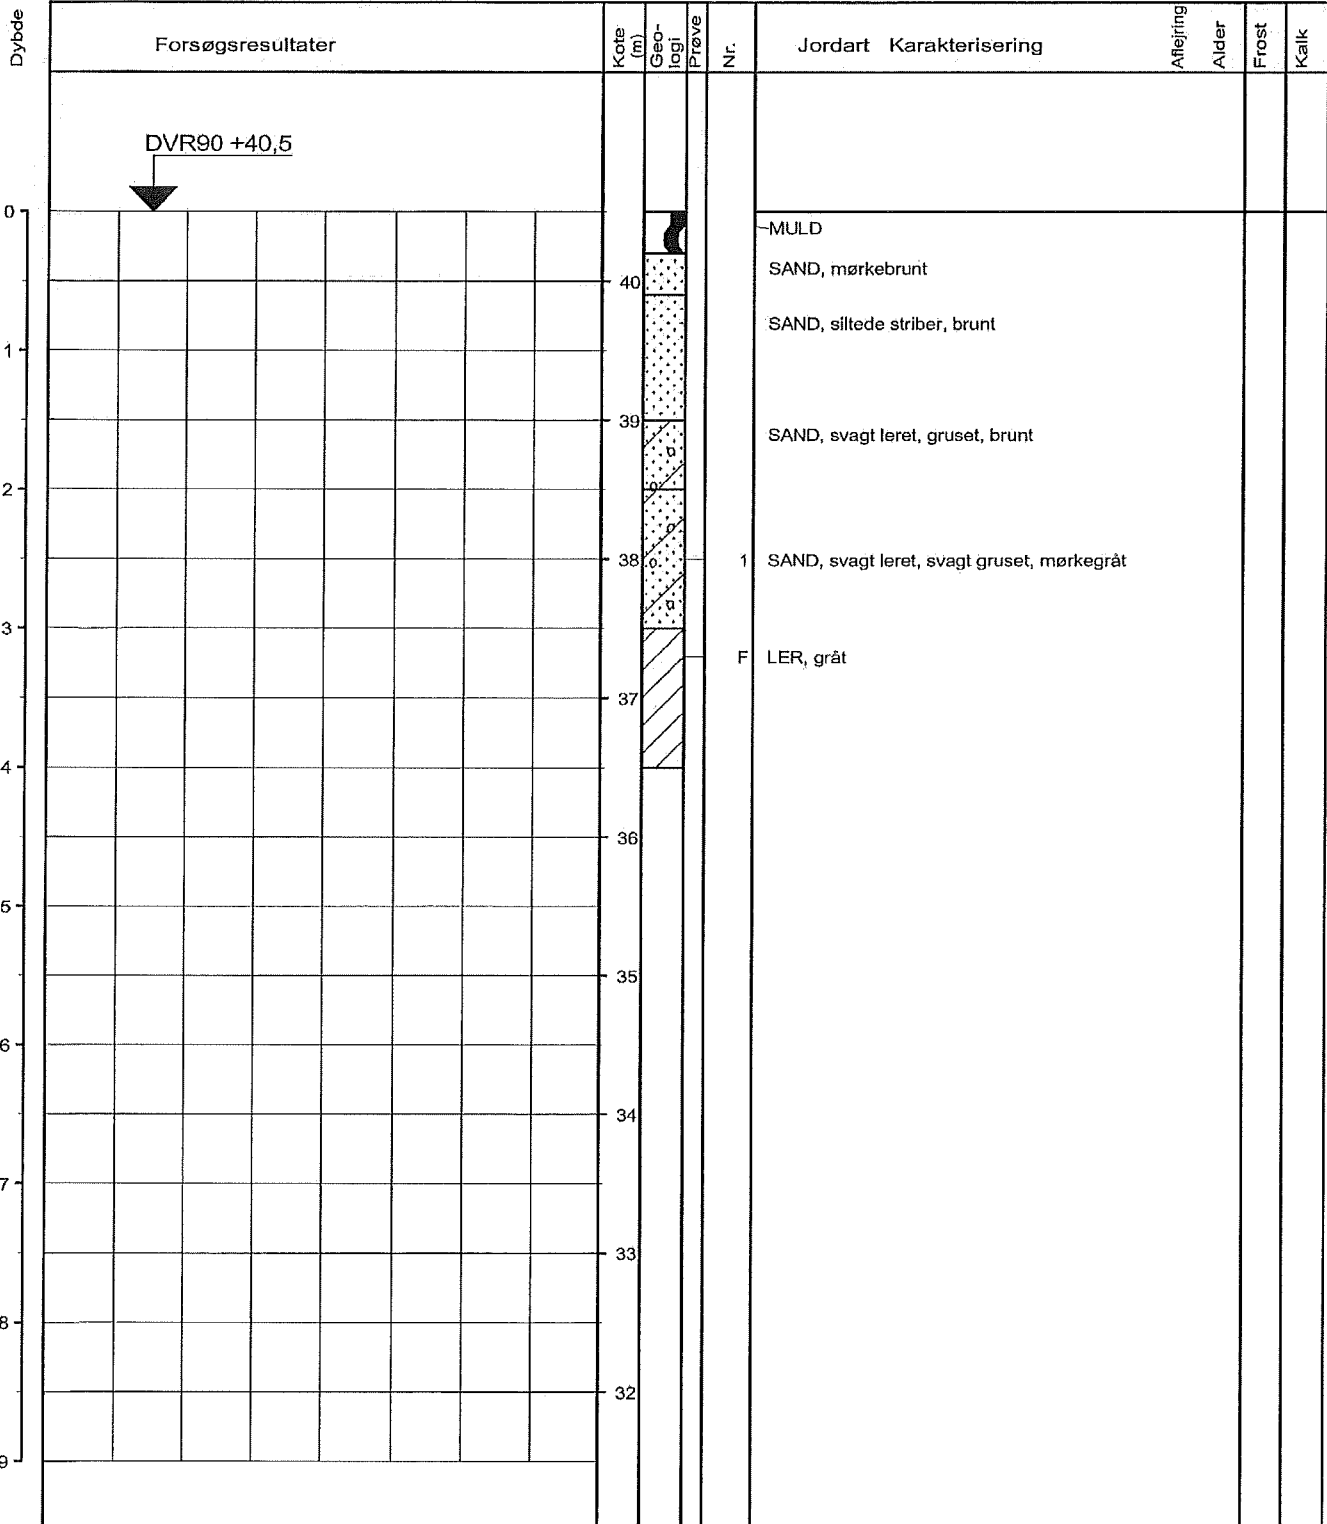 Dybde
Forsøgsresultater
Kote (m)
Geo-
logi
Prøve
Nr.
Jordart Karakterisering
Aflejring
Alder
Frost
Kalk
DVR90 +40,5
0
MULD
SAND, mørkebrunt
40
SAND, siltede striber, brunt
1
39
SAND, svagt leret, gruset, brunt
2
38
1 SAND, svagt leret, svagt gruset, mørkegråt
3
F LER, gråt
37
4
36
5
35
6
34
7
33
8
32
9